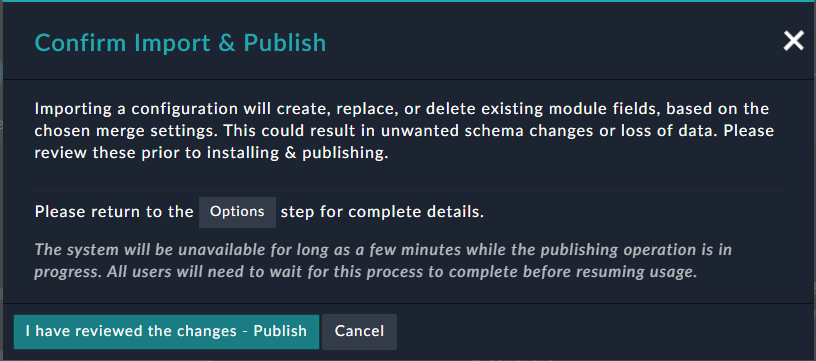 Confirm Import & Publish
Importing a configuration will create, replace, or delete existing module fields, based on the
chosen merge settings. This could result in unwanted schema changes or loss of data. Please
review these prior to installing & publishing.
Please return to the Options step for complete details.
The system will be unavailable for long as a few minutes while the publishing operation is in
progress. All users will need to wait for this process to complete before resuming usage.
I have reviewed the changes - Publish Cancel